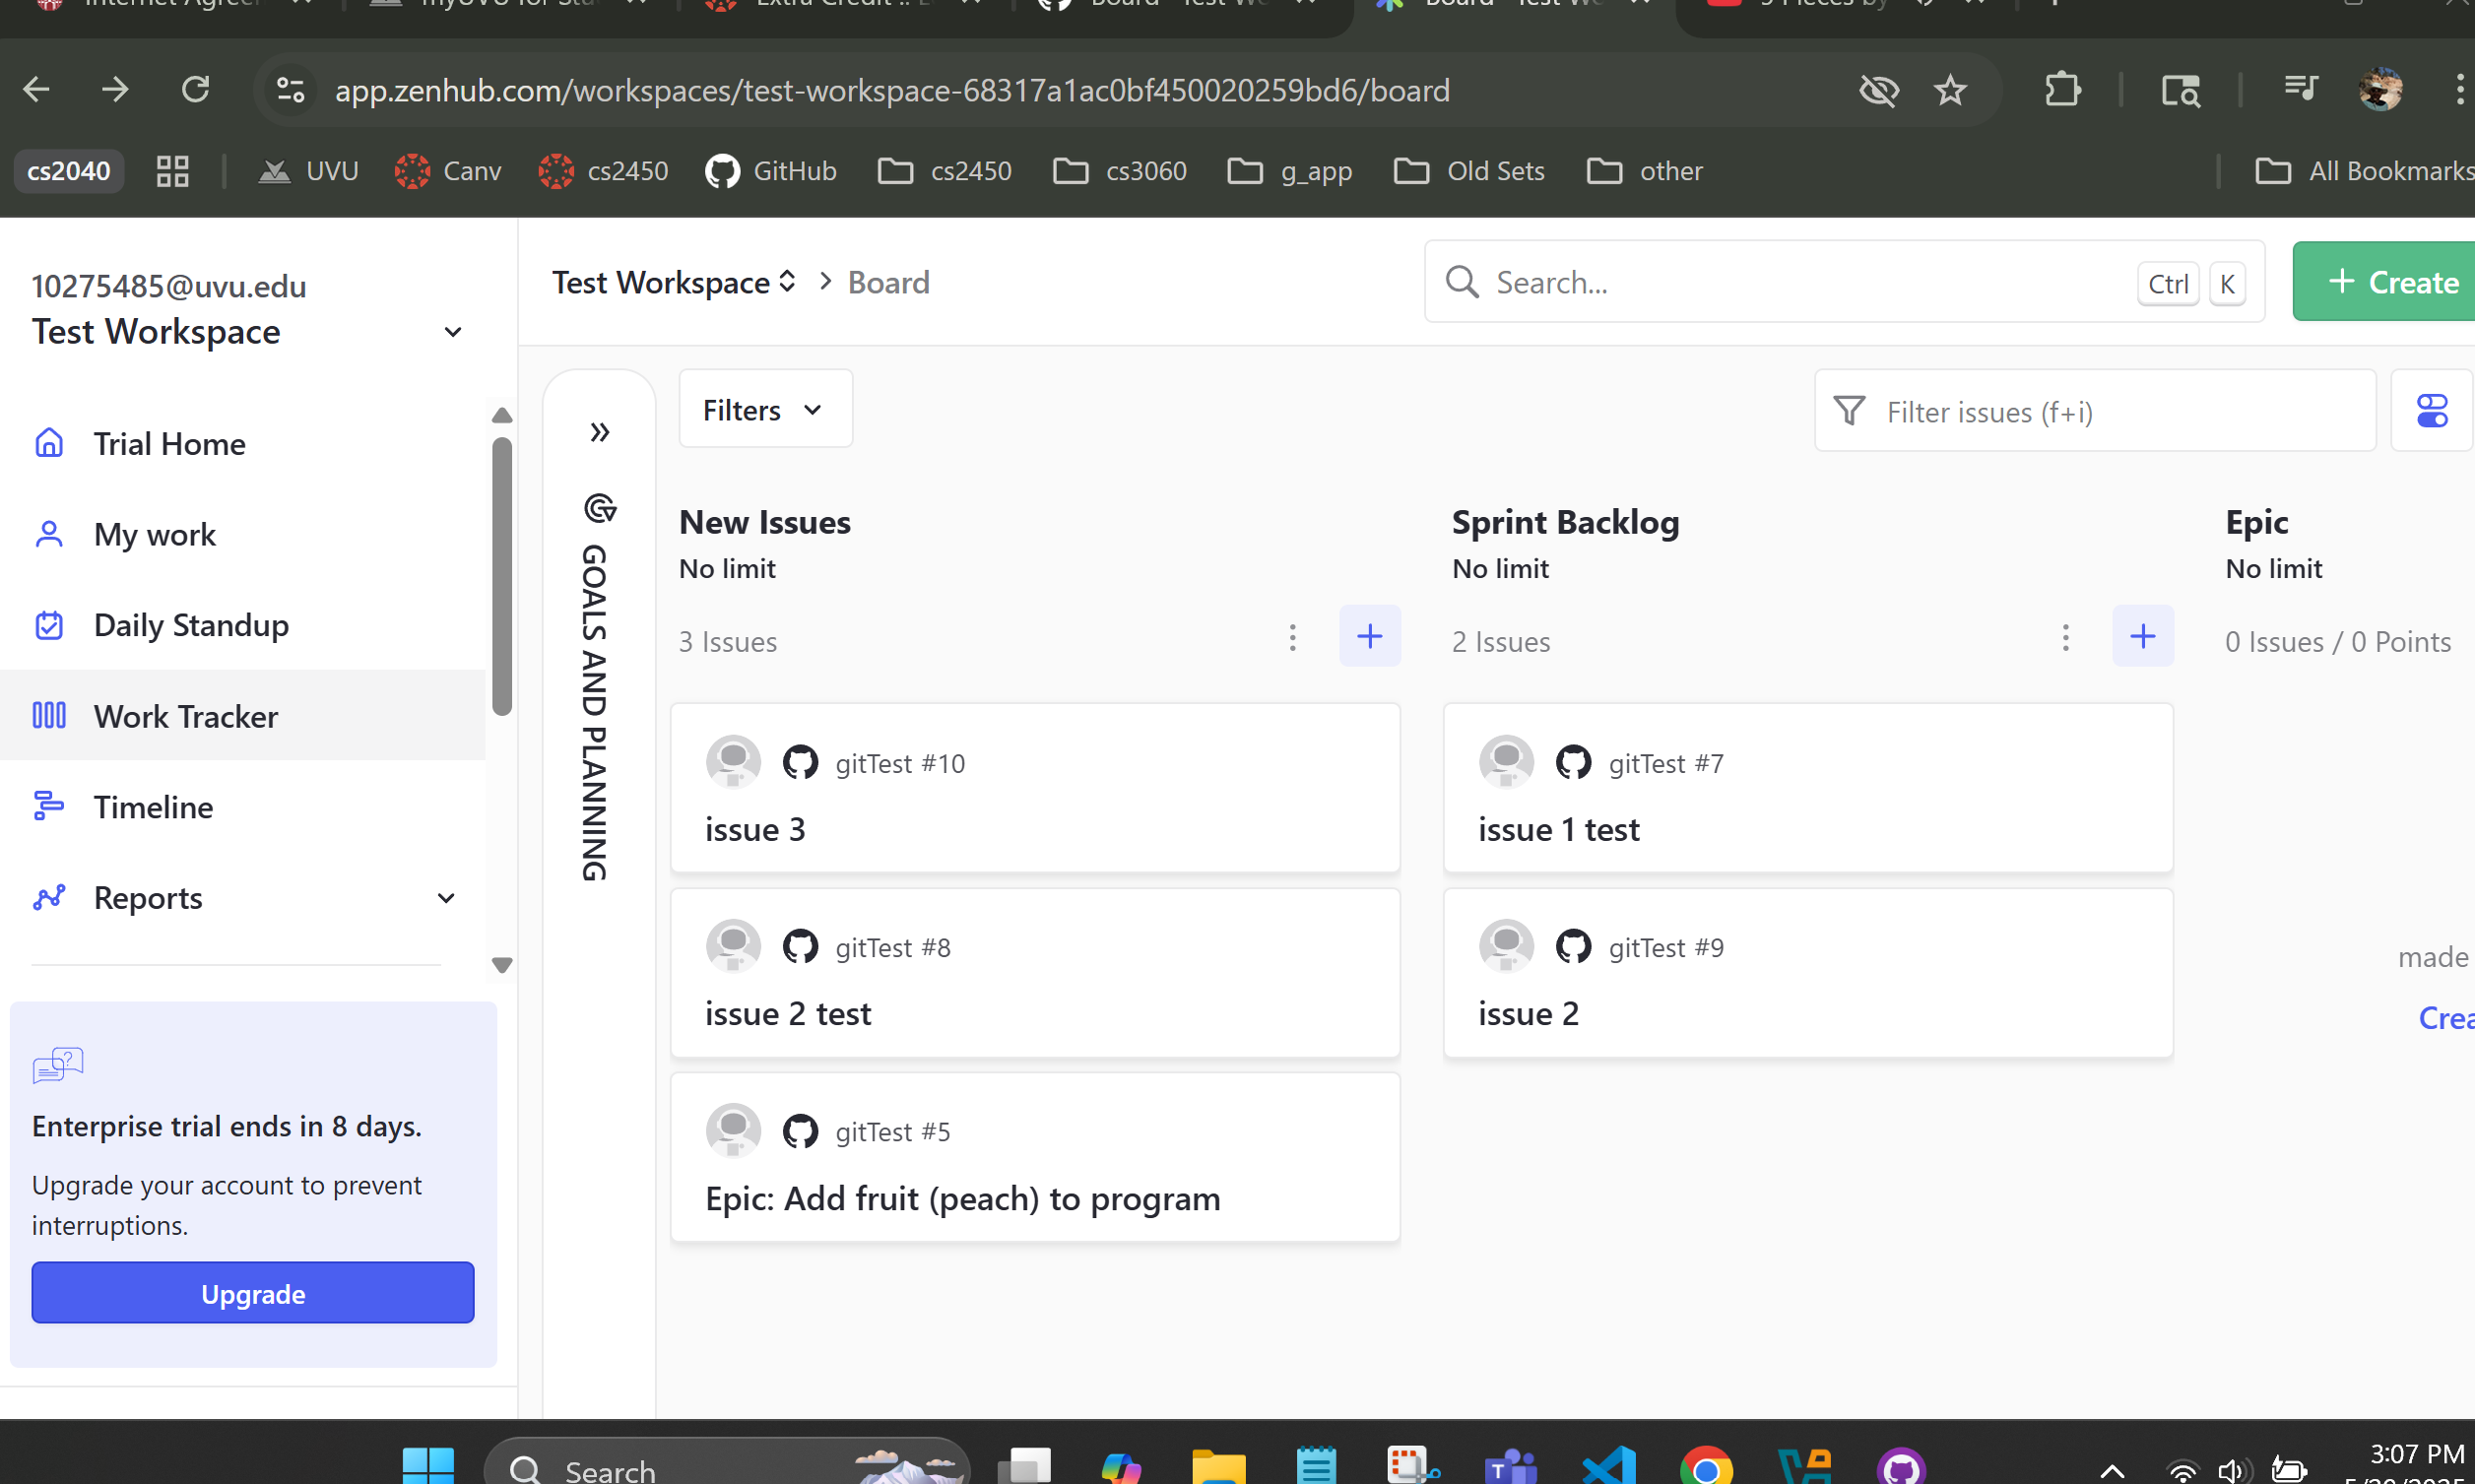 Internet Agree
myUVU for Stu
Extra Credit :: E
Board - Test Wo
Board - Test Wo
app.zenhub.com/workspaces/test-workspace-68317a1ac0bf450020259bd6/board
cs2040
UVU
Canv
cs2450
GitHub
cs2450
cs3060
g_app
Old Sets
other
All Bookmarks
10275485@uvu.edu
Test Workspace
Trial Home
My work
Daily Standup
Work Tracker
Timeline
Reports
Enterprise trial ends in 8 days.
Upgrade your account to prevent
interruptions.
Upgrade
Test Workspace
Board
Search...
Ctrl
K
+ Create
GOALS AND PLANNING
Filters
Filter issues (f+i)
New Issues
No limit
3 Issues
gitTest #10
issue 3
gitTest #8
issue 2 test
gitTest #5
Epic: Add fruit (peach) to program
Sprint Backlog
No limit
2 Issues
gitTest #7
issue 1 test
gitTest #9
issue 2
Epic
No limit
0 Issues / 0 Points
made
Crea
Search
3:07 PM